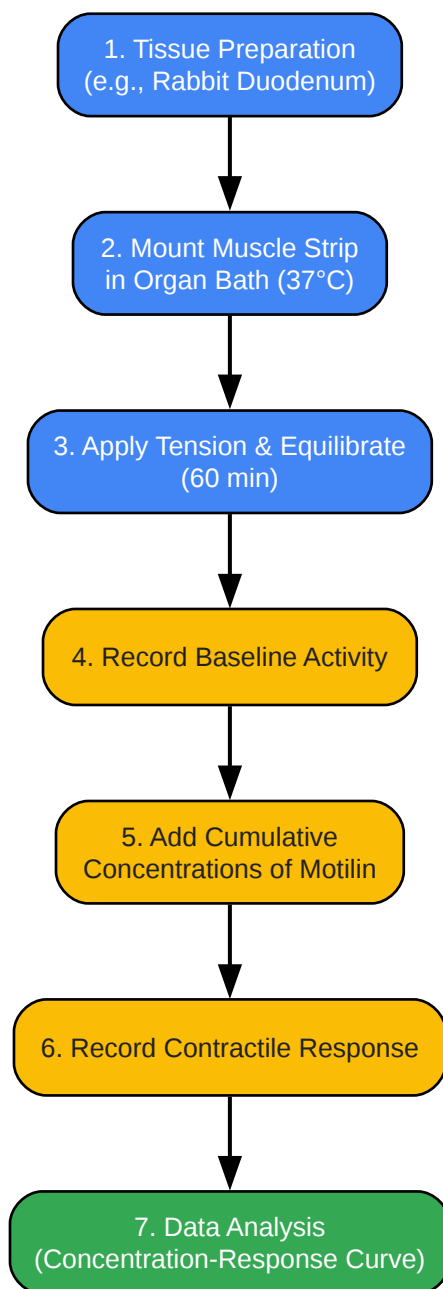 1. Tissue Preparation
(e.g., Rabbit Duodenum)
2. Mount Muscle Strip
in Organ Bath (37°C)
3. Apply Tension & Equilibrate
(60 min)
4. Record Baseline Activity
5. Add Cumulative
Concentrations of Motilin
6. Record Contractile Response
7. Data Analysis
(Concentration-Response Curve)